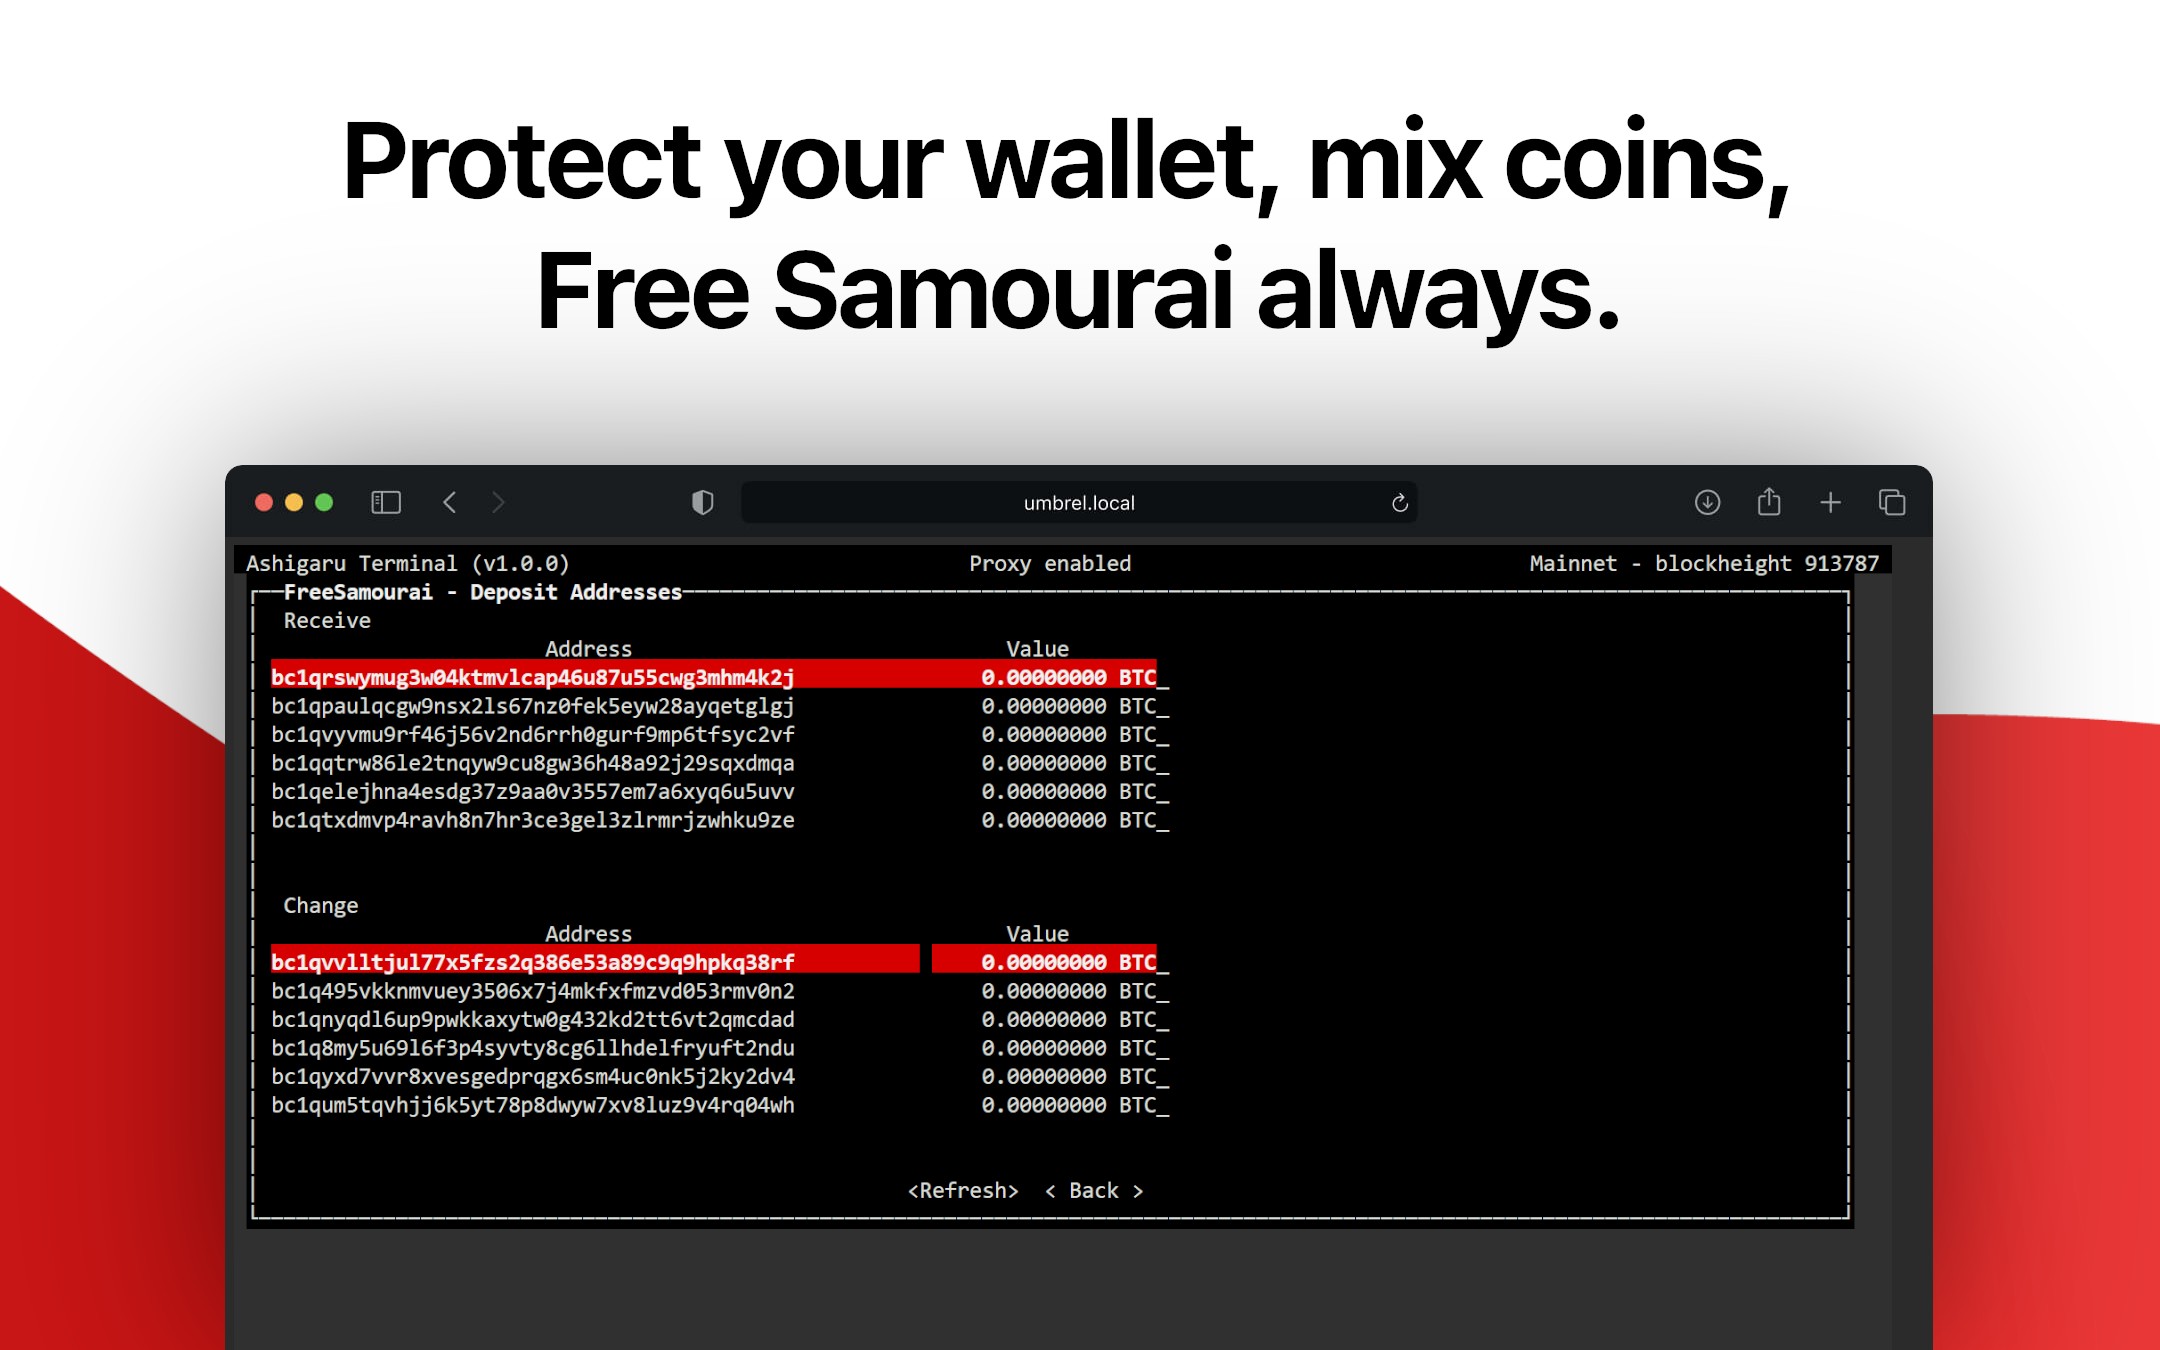 Protect your wallet, mix coins,
Free Samourai always.
umbrel.local
Ashigaru Terminal (v1.0.0) Proxy enabled Mainnet - blockheight 913787
FreeSamourai - Deposit Addresses
Receive
Address Value
bc1qrswymug3w04ktmvlcap46u87u55cwg3mhm4k2j 0.00000000 BTC_
bc1qpaulqcgw9nsx2ls67nz0fek5eyw28ayqetglgj 0.00000000 BTC_
bc1qvyvmu9rf46j56v2nd6rrh0gurf9mp6tfsyc2vf 0.00000000 BTC_
bc1qqtrw86le2tnqyw9cu8gw36h48a92j29sqxdmqa 0.00000000 BTC_
bc1qelejhna4esdg37z9aa0v3557em7a6xyq6u5uvv 0.00000000 BTC_
bc1qtxdmvp4ravh8n7hr3ce3gel3zlrmrjzwhku9ze 0.00000000 BTC_
Change
Address Value
bc1qvvlltjul77x5fzs2q386e53a89c9q9hpkq38rf 0.00000000 BTC_
bc1q495vkknmvuey3506x7j4mkfxfmzvd053rmv0n2 0.00000000 BTC_
bc1qnyqdl6up9pwkkaxytw0g432kd2tt6vt2qmcdad 0.00000000 BTC_
bc1q8my5u69l6f3p4syvty8cg6llhdelfryuft2ndu 0.00000000 BTC_
bc1qyxd7vvr8xvesgedprqgx6sm4uc0nk5j2ky2dv4 0.00000000 BTC_
bc1qum5tqvhjj6k5yt78p8dwyw7xv8luz9v4rq04wh 0.00000000 BTC_
<Refresh> < Back >